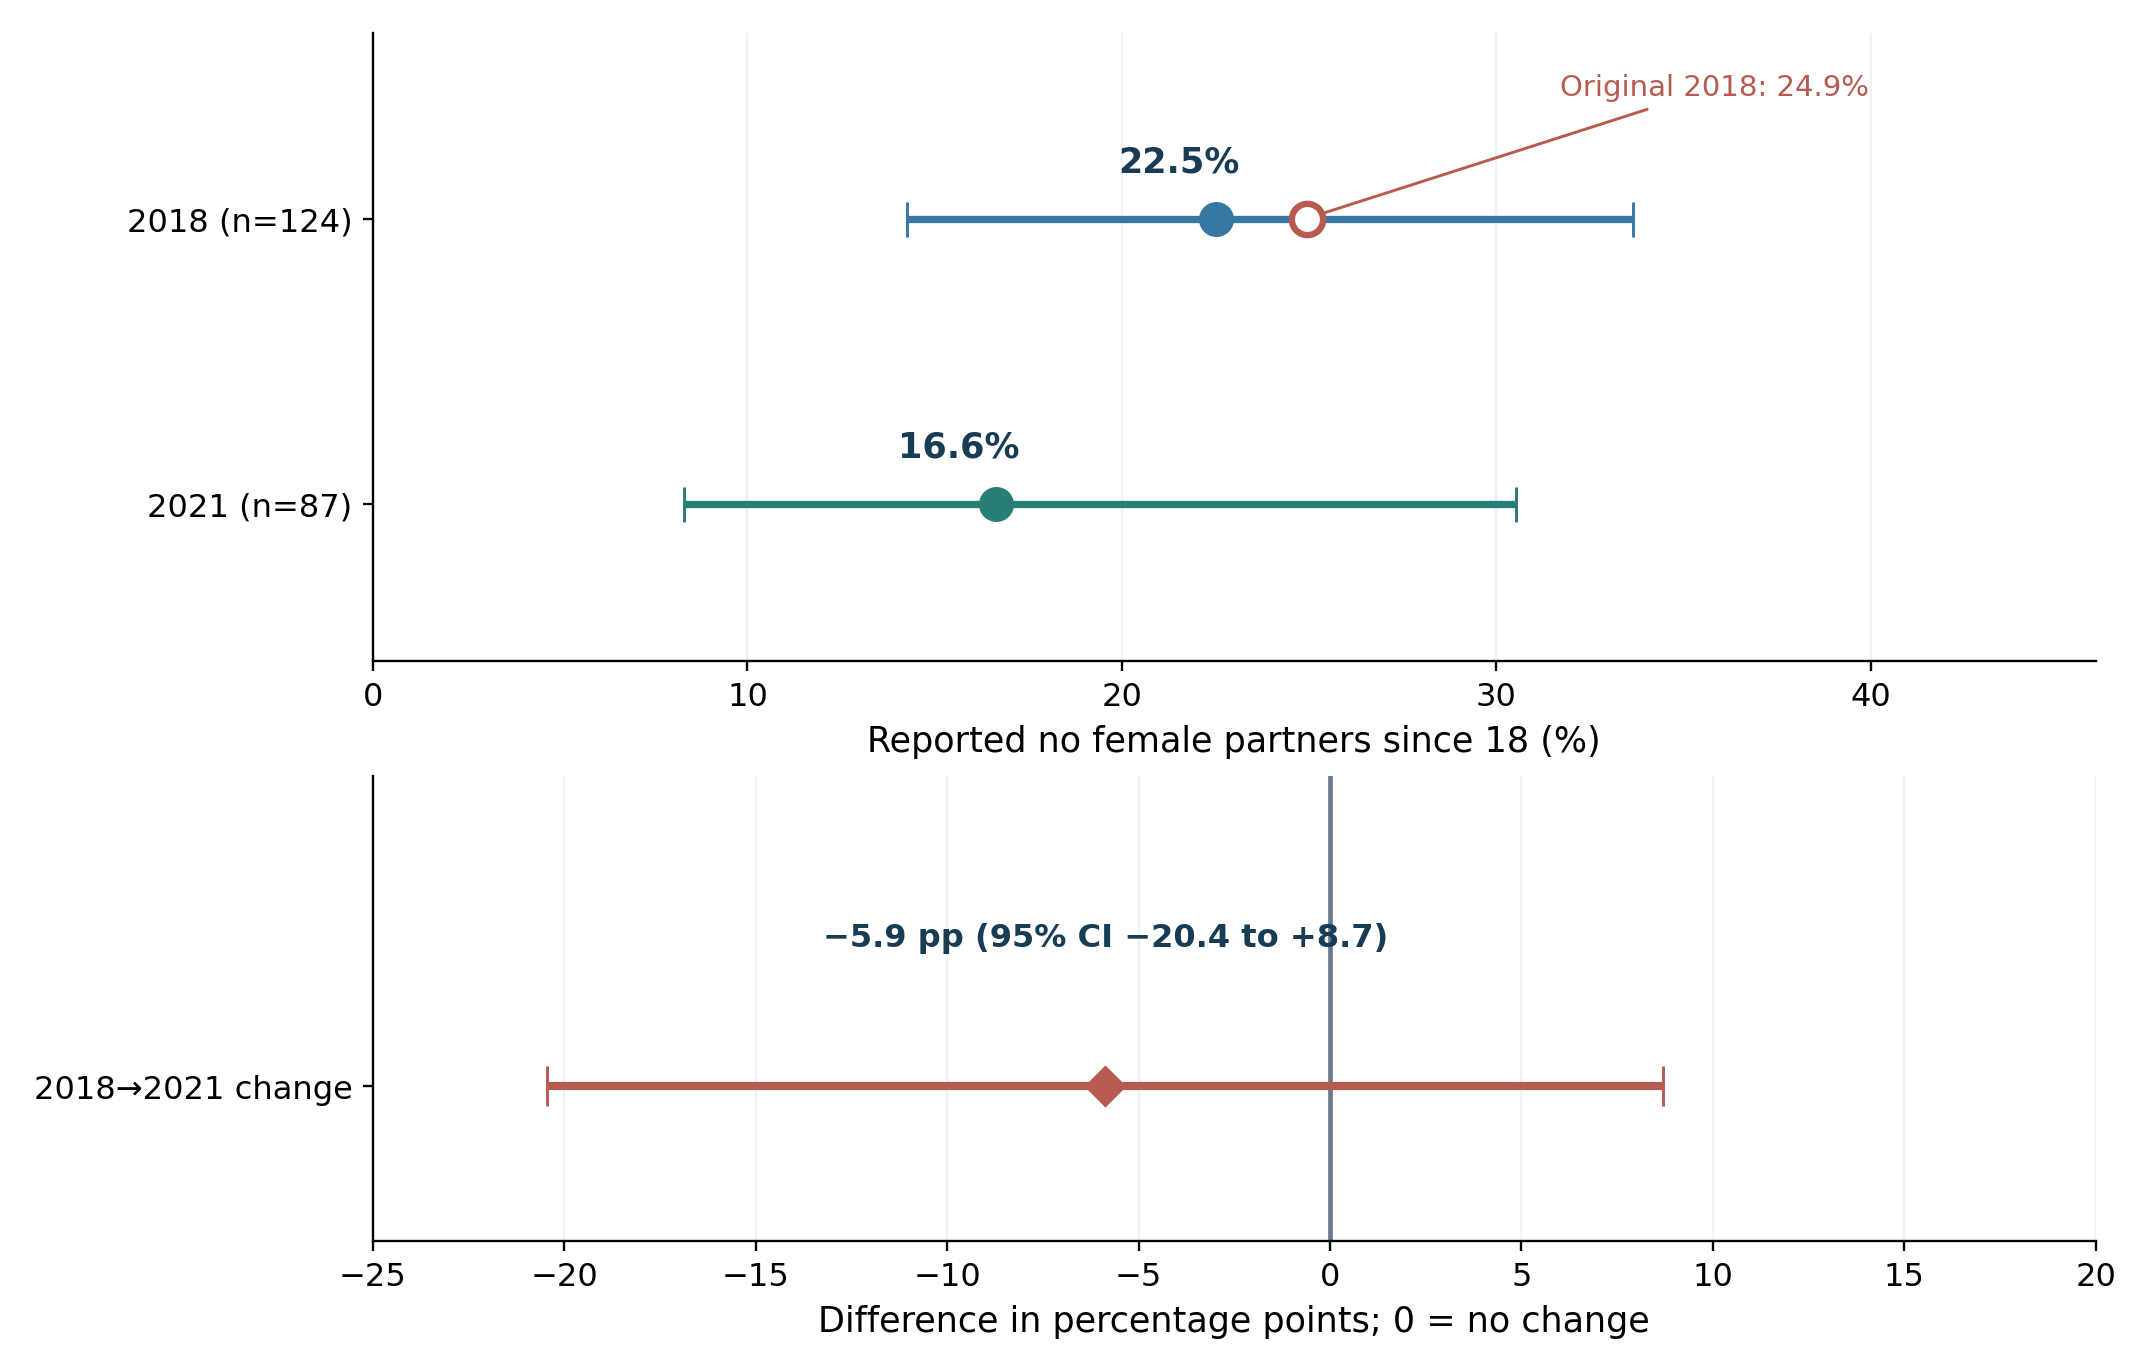 Original 2018: 24.9%
22.5%
2018 (n=124)
16.6%
2021 (n=87)
0 10 20 30 40
Reported no female partners since 18 (%)
−5.9 pp (95% CI −20.4 to +8.7)
2018→2021 change
−25 −20 −15 −10 −5 0 5 10 15 20
Difference in percentage points; 0 = no change